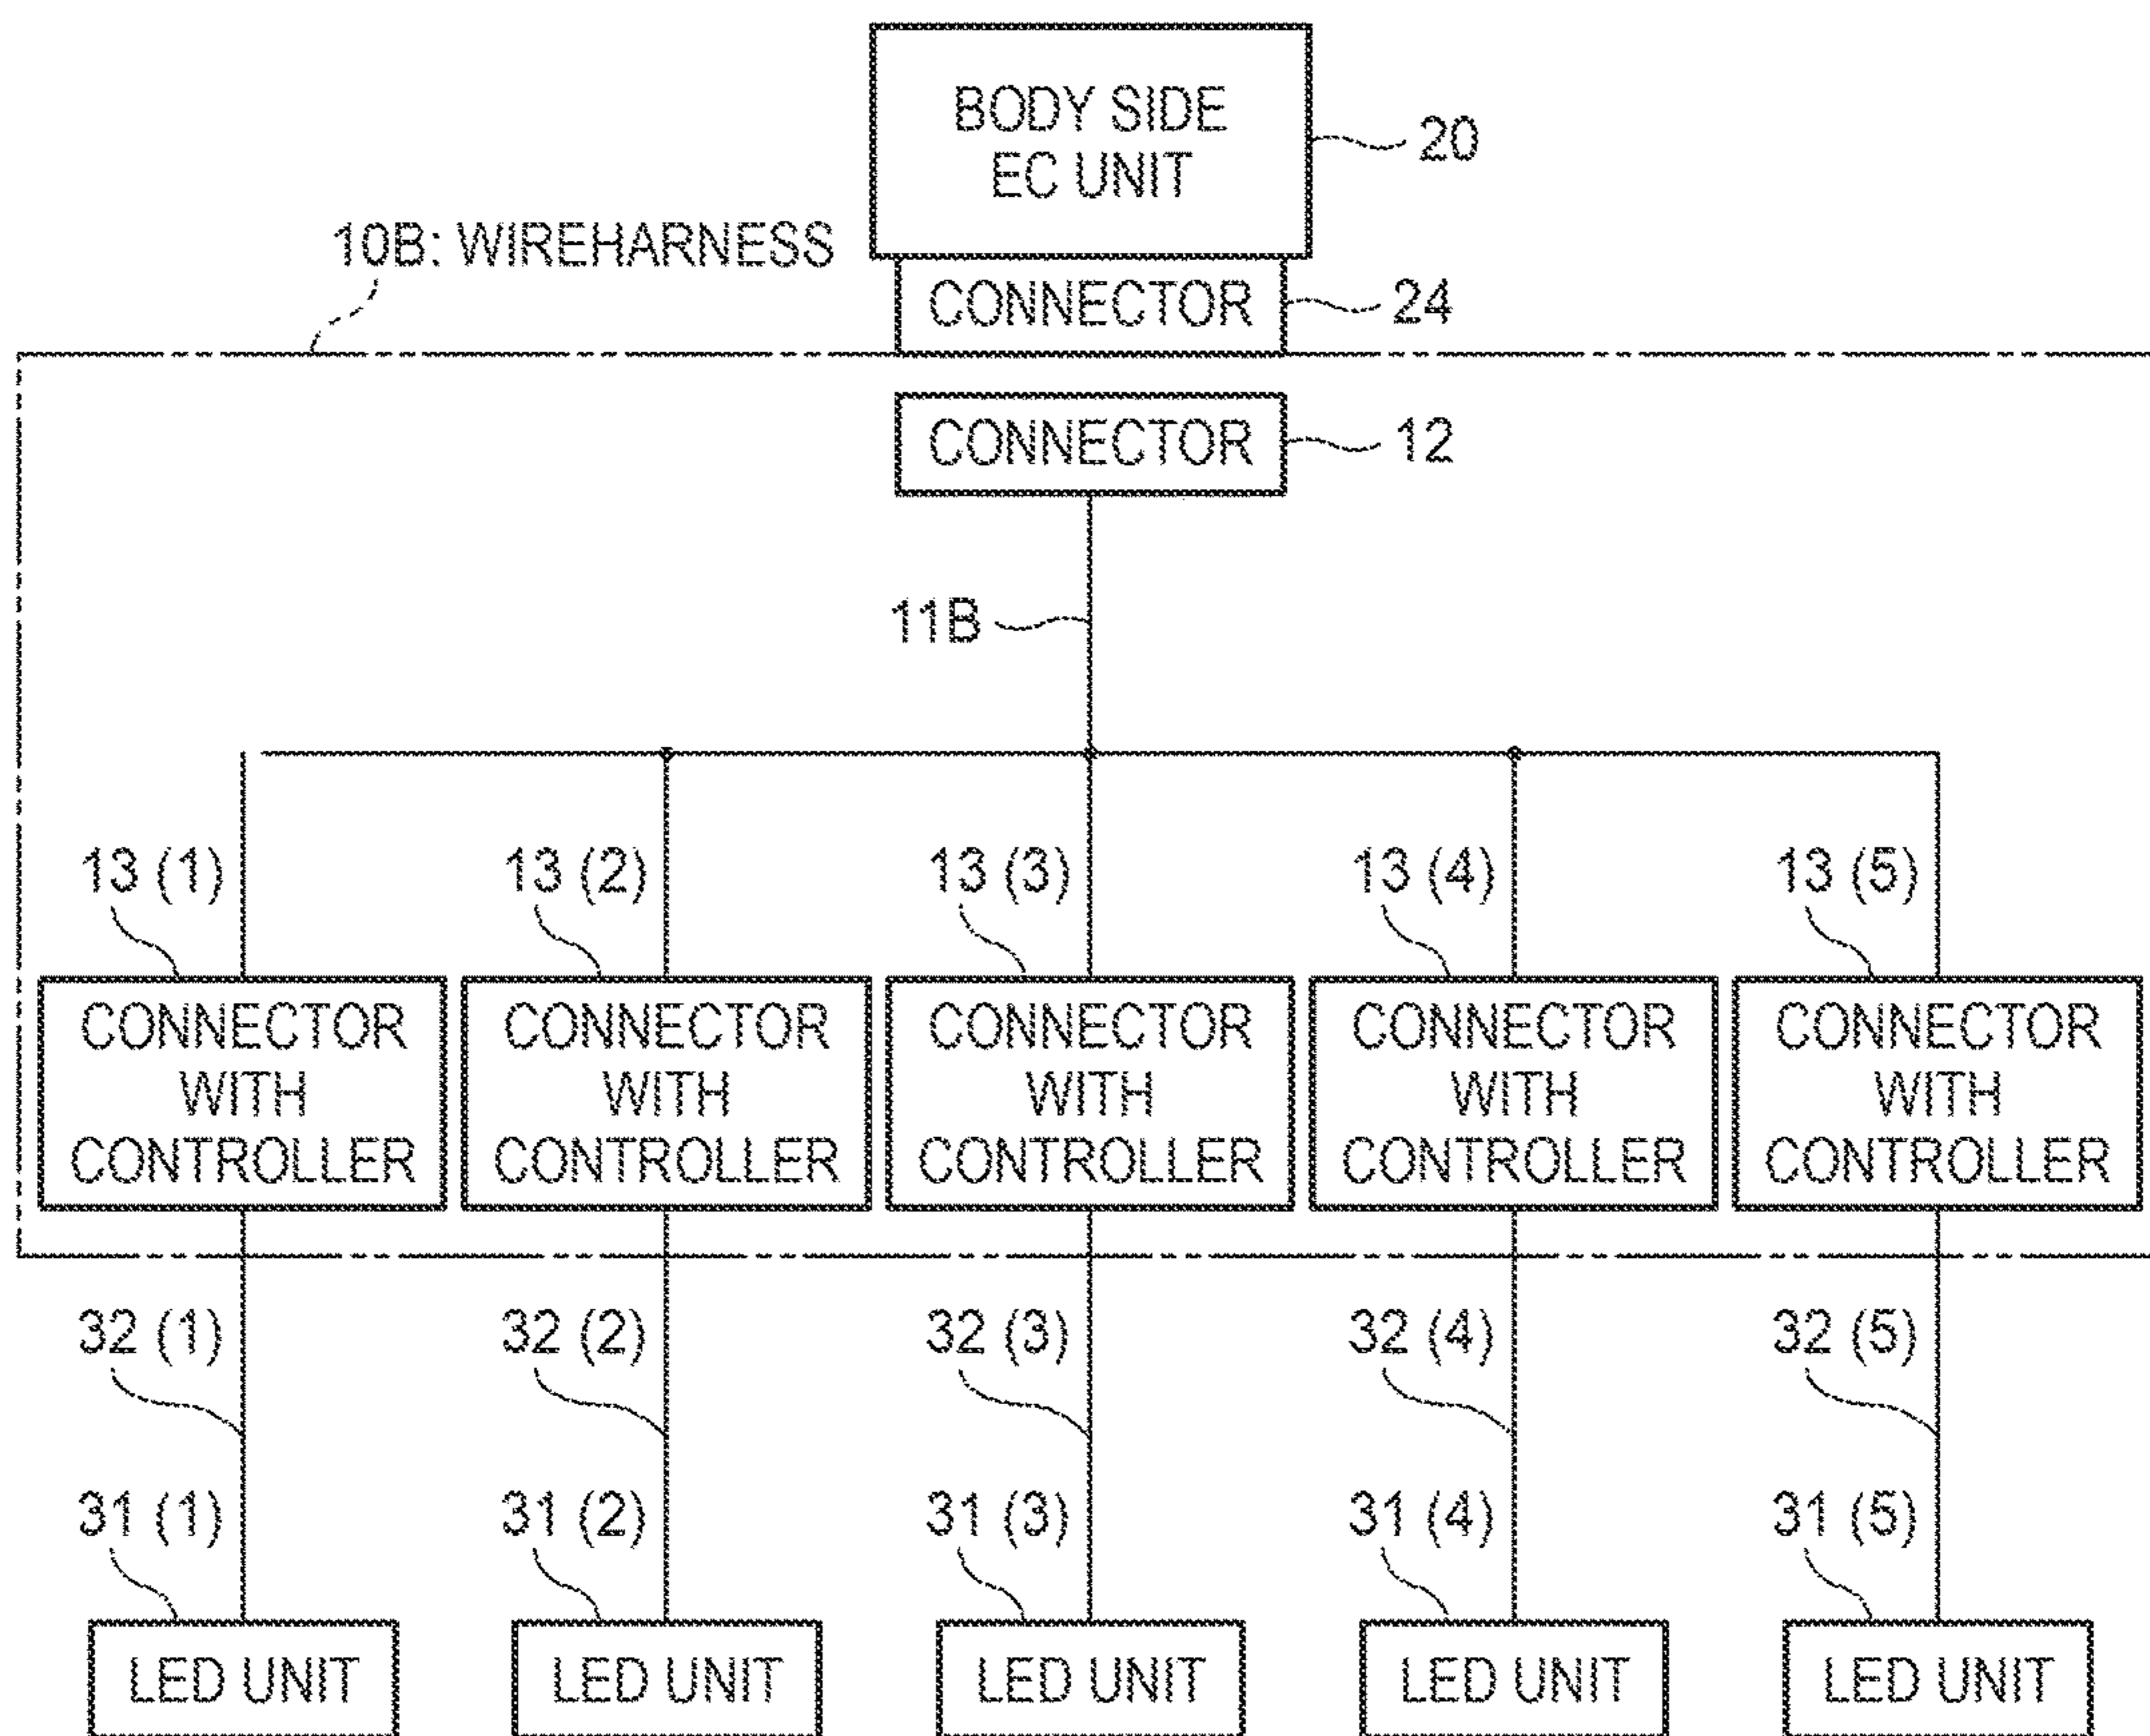 BODY SIDE
EC UNIT
20
10B: WIREHARNESS
CONNECTOR
24
CONNECTOR
12
11B
13 (1)
13 (2)
13 (3)
13 (4)
13 (5)
CONNECTOR
WITH
CONTROLLER
CONNECTOR
WITH
CONTROLLER
CONNECTOR
WITH
CONTROLLER
CONNECTOR
WITH
CONTROLLER
CONNECTOR
WITH
CONTROLLER
32 (1)
32 (2)
32 (3)
32 (4)
32 (5)
31 (1)
31 (2)
31 (3)
31 (4)
31 (5)
LED UNIT
LED UNIT
LED UNIT
LED UNIT
LED UNIT